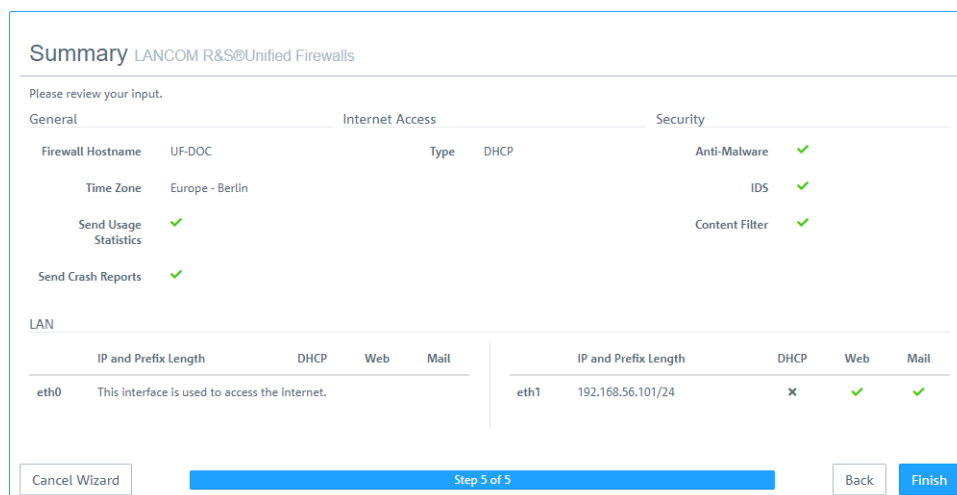 Summary LANCOM R&S®Unified Firewalls
Please review your input.
General Internet Access Security
Firewall Hostname UF-DOC Type DHCP Anti-Malware
Time Zone Europe - Berlin IDS
Send Usage Statistics Content Filter
Send Crash Reports
LAN
IP and Prefix Length DHCP Web Mail IP and Prefix Length DHCP Web Mail
eth0 This interface is used to access the internet. eth1 192.168.56.101/24
Cancel Wizard Step 5 of 5 Back Finish